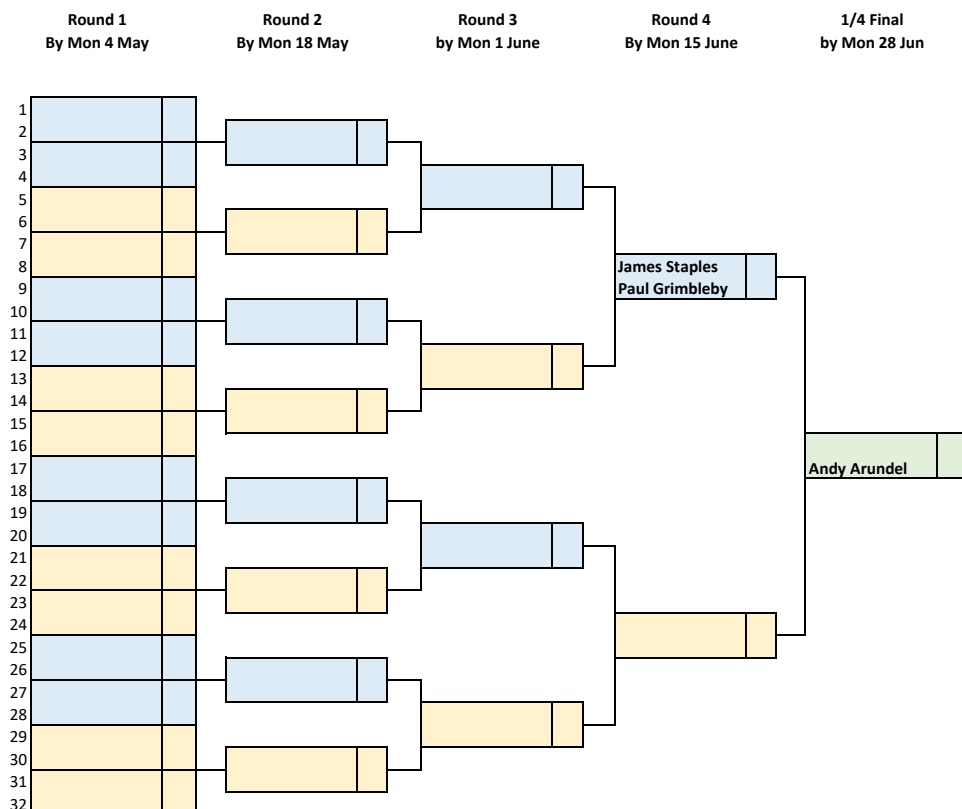 Round 1
By Mon 4 May
Round 2
By Mon 18 May
Round 3
by Mon 1 June
Round 4
By Mon 15 June
1/4 Final
by Mon 28 Jun
1
2
3
4
5
6
7
8
9
10
11
12
13
14
15
16
17
18
19
20
21
22
23
24
25
26
27
28
29
30
31
32
James Staples
Paul Grimbleby
Andy Arundel